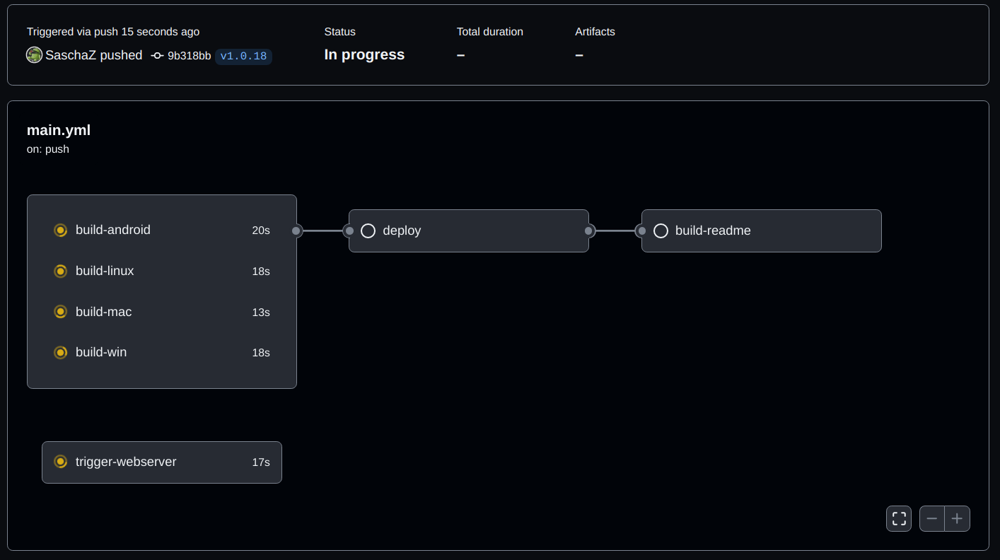 Triggered via push 15 seconds ago
SaschaZ pushed 9b318bb v1.0.18
Status
In progress
Total duration
–
Artifacts
–
main.yml
on: push
build-android 20s
build-linux 18s
build-mac 13s
build-win 18s
deploy
build-readme
trigger-webserver 17s